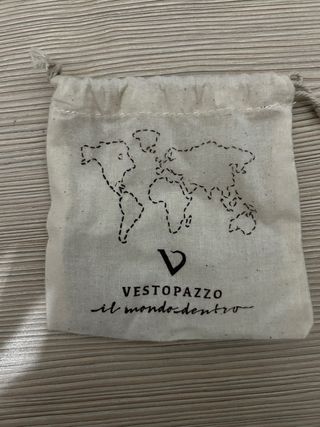 V
VESTOPAZZO
il mondo dentro